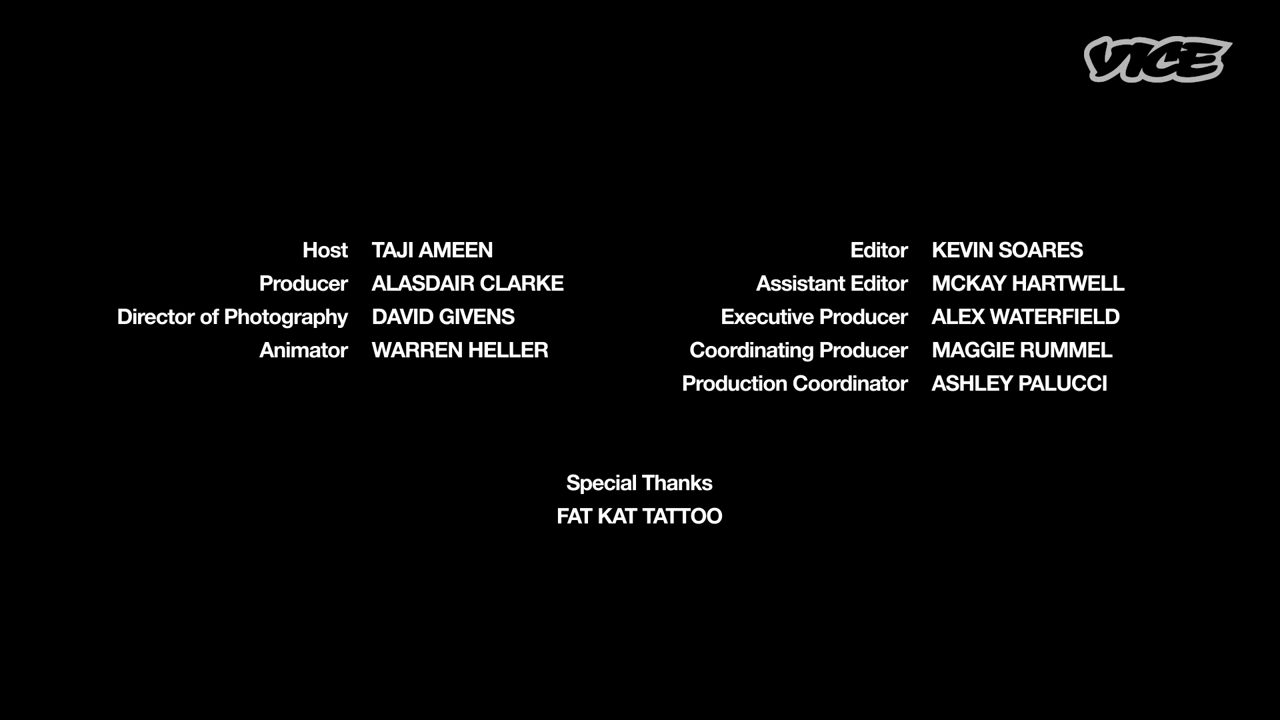 VICE
Host TAJI AMEEN
Producer ALASDAIR CLARKE
Director of Photography DAVID GIVENS
Animator WARREN HELLER
Editor KEVIN SOARES
Assistant Editor MCKAY HARTWELL
Executive Producer ALEX WATERFIELD
Coordinating Producer MAGGIE RUMMEL
Production Coordinator ASHLEY PALUCCI
Special Thanks
FAT KAT TATTOO